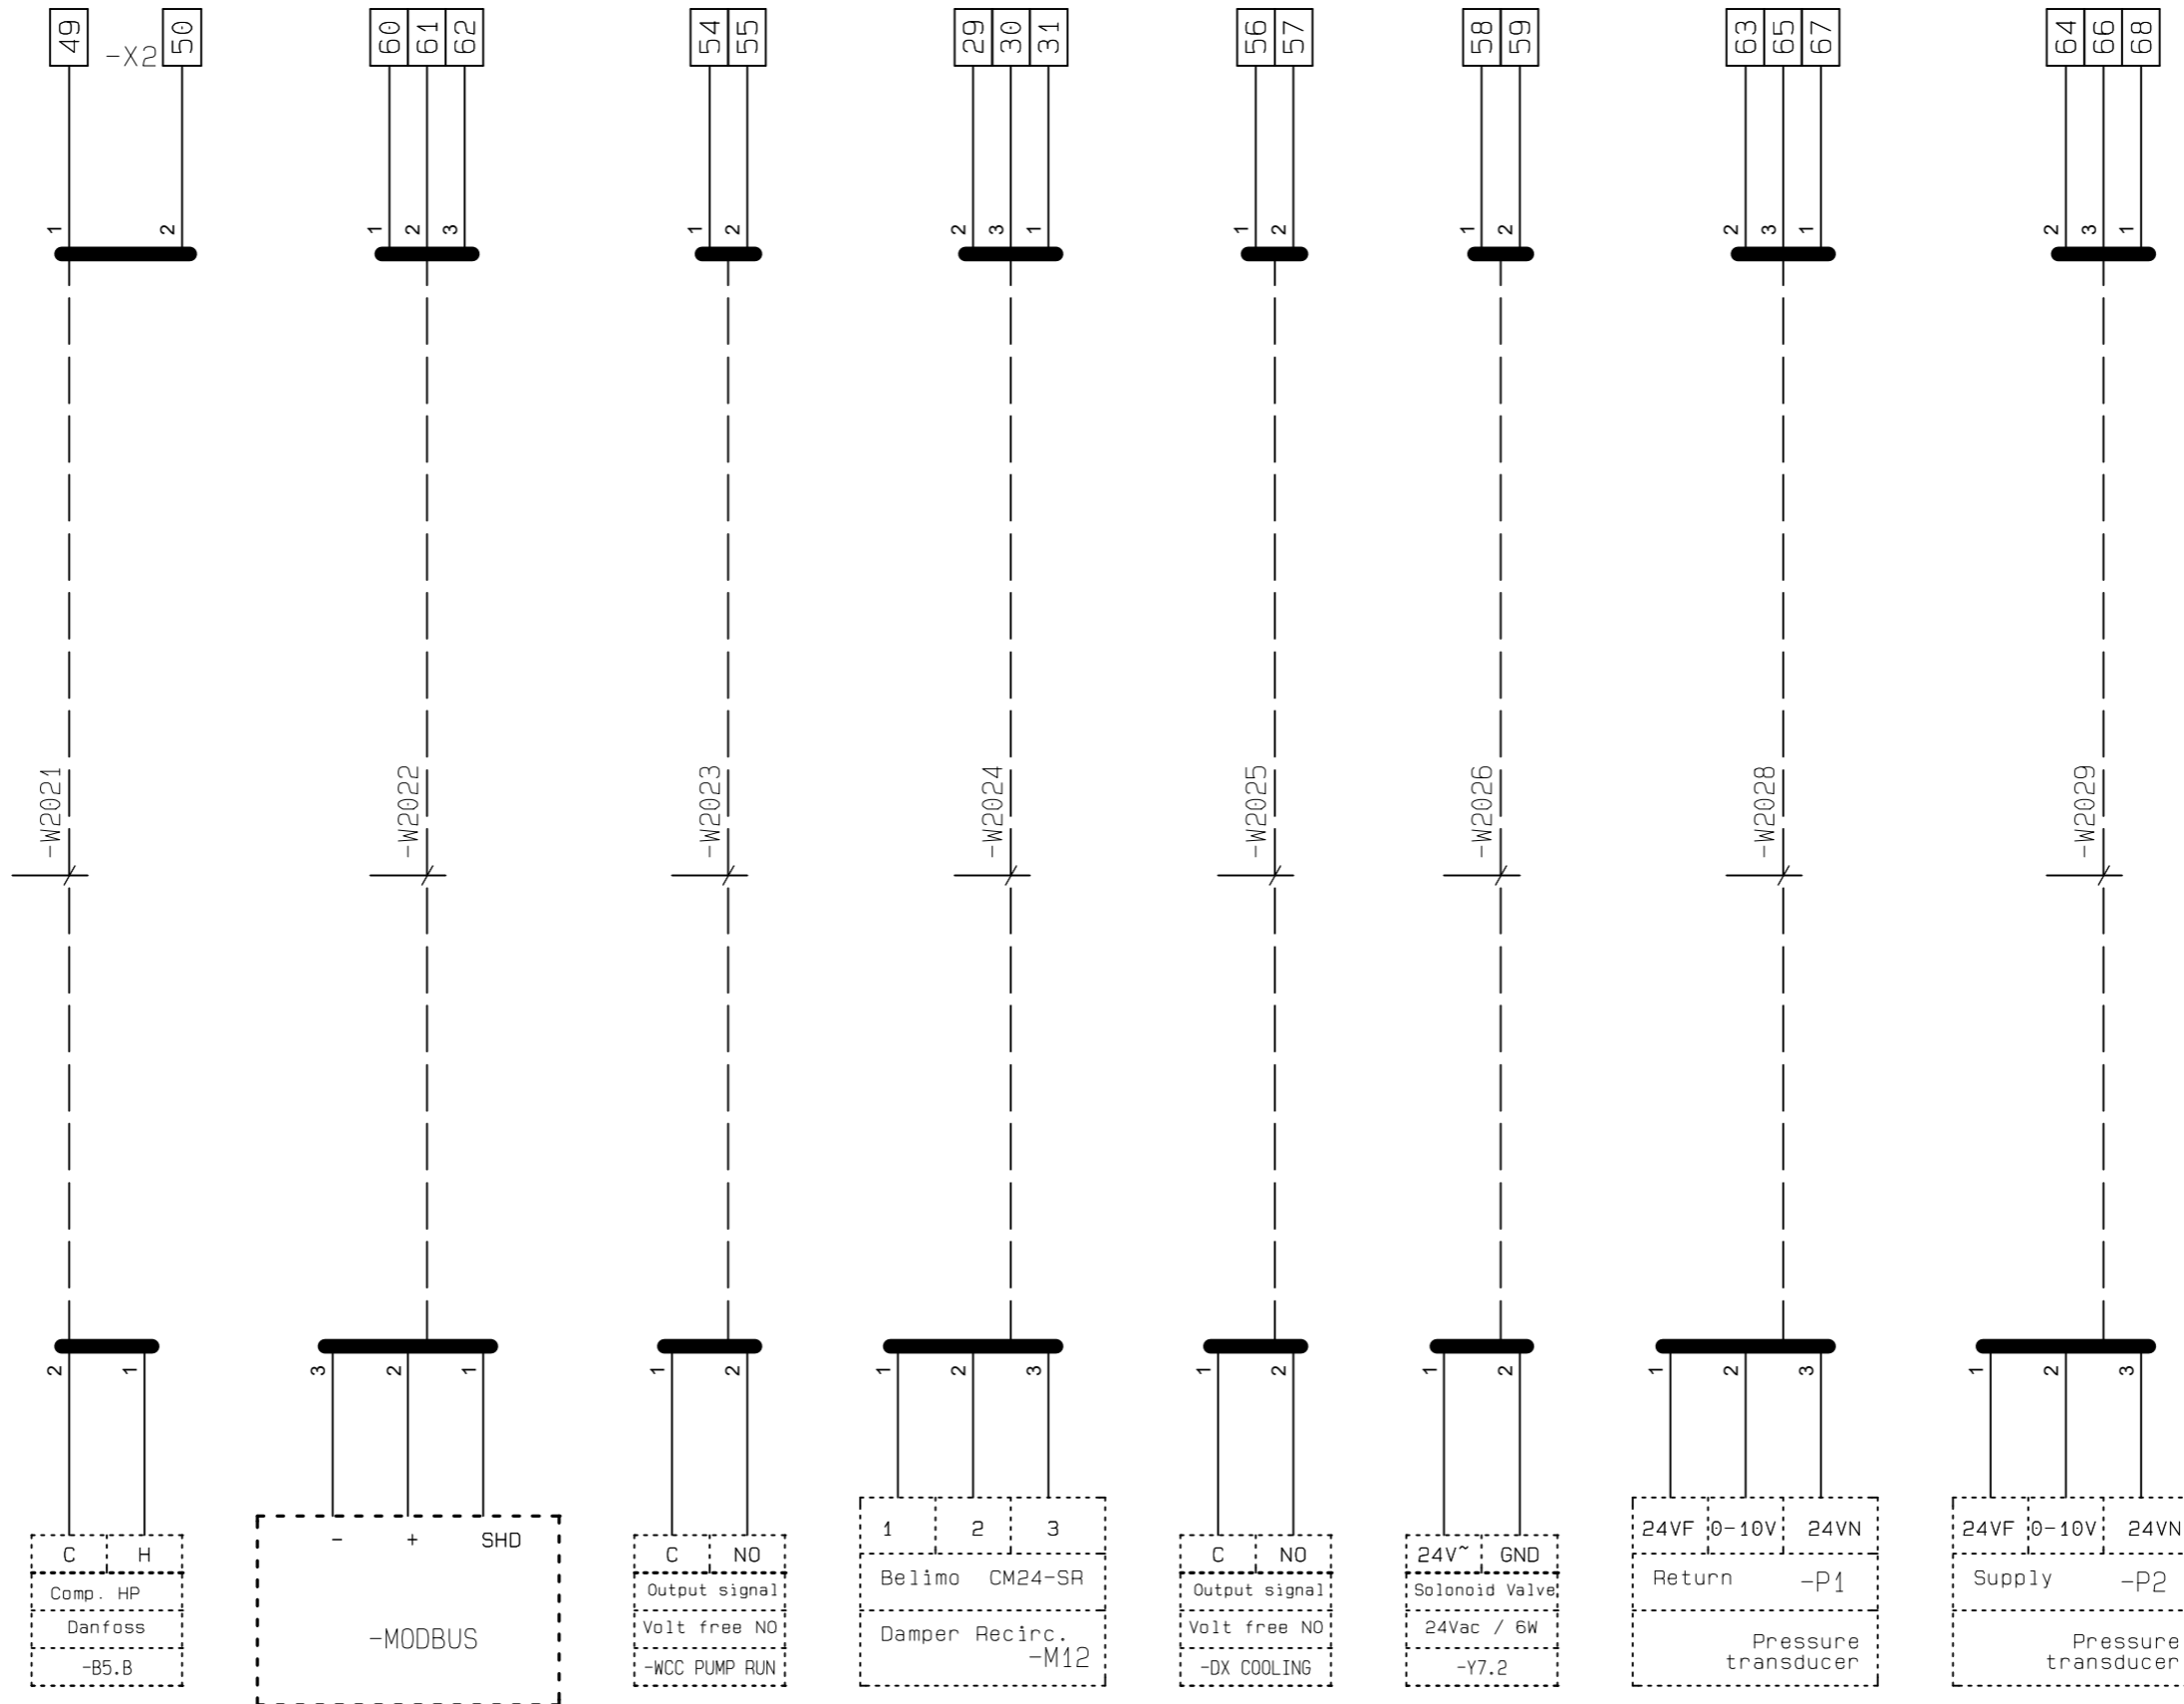 49 -X2 50 60 61 62 54 55 29 30 31 56 57 58 59 63 65 67 64 66 68
1 2 1 2 3 1 2 2 3 1 1 2 1 2 2 3 1 2 3 1
-W2021 -W2022 -W2023 -W2024 -W2025 -W2026 -W2028 -W2029
2 1 3 2 1 1 2 1 2 3 1 2 1 2 1 2 3 1 2 3
C H
Comp. HP
Danfoss
-B5.B
- + SHD
-MODBUS
C NO
Output signal
Volt free NO
-WCC PUMP RUN
1 2 3
Belimo CM24-SR
Damper Recirc.
-M12
C NO
Output signal
Volt free NO
-DX COOLING
24V~ GND
Solonoid Valve
24Vac / 6W
-Y7.2
24VF 0-10V 24VN
Return -P1
Pressure
transducer
24VF 0-10V 24VN
Supply -P2
Pressure
transducer